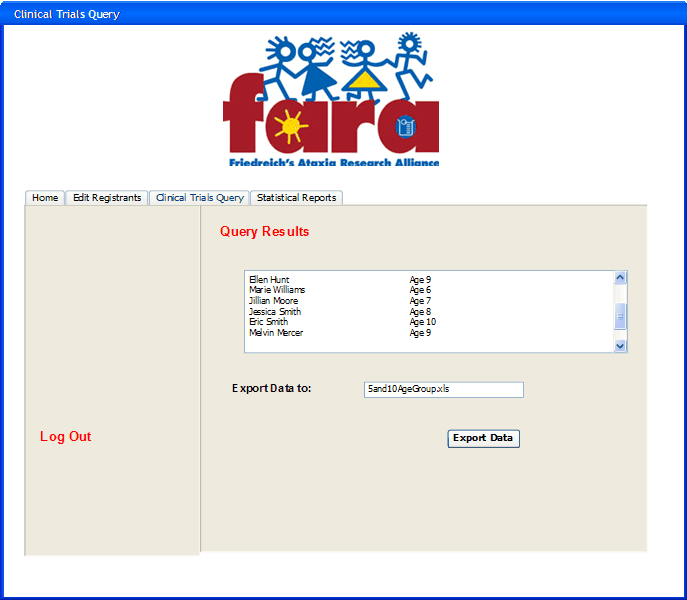 Clinical Trials Query
fara
Friedreich's Ataxia Research Alliance
Home Edit Registrants Clinical Trials Query Statistical Reports
Query Results
Ellen Hunt Age 9
Marie Williams Age 6
Jillian Moore Age 7
Jessica Smith Age 8
Eric Smith Age 10
Melvin Mercer Age 9
Export Data to: 5and10AgeGroup.xls
Log Out
Export Data